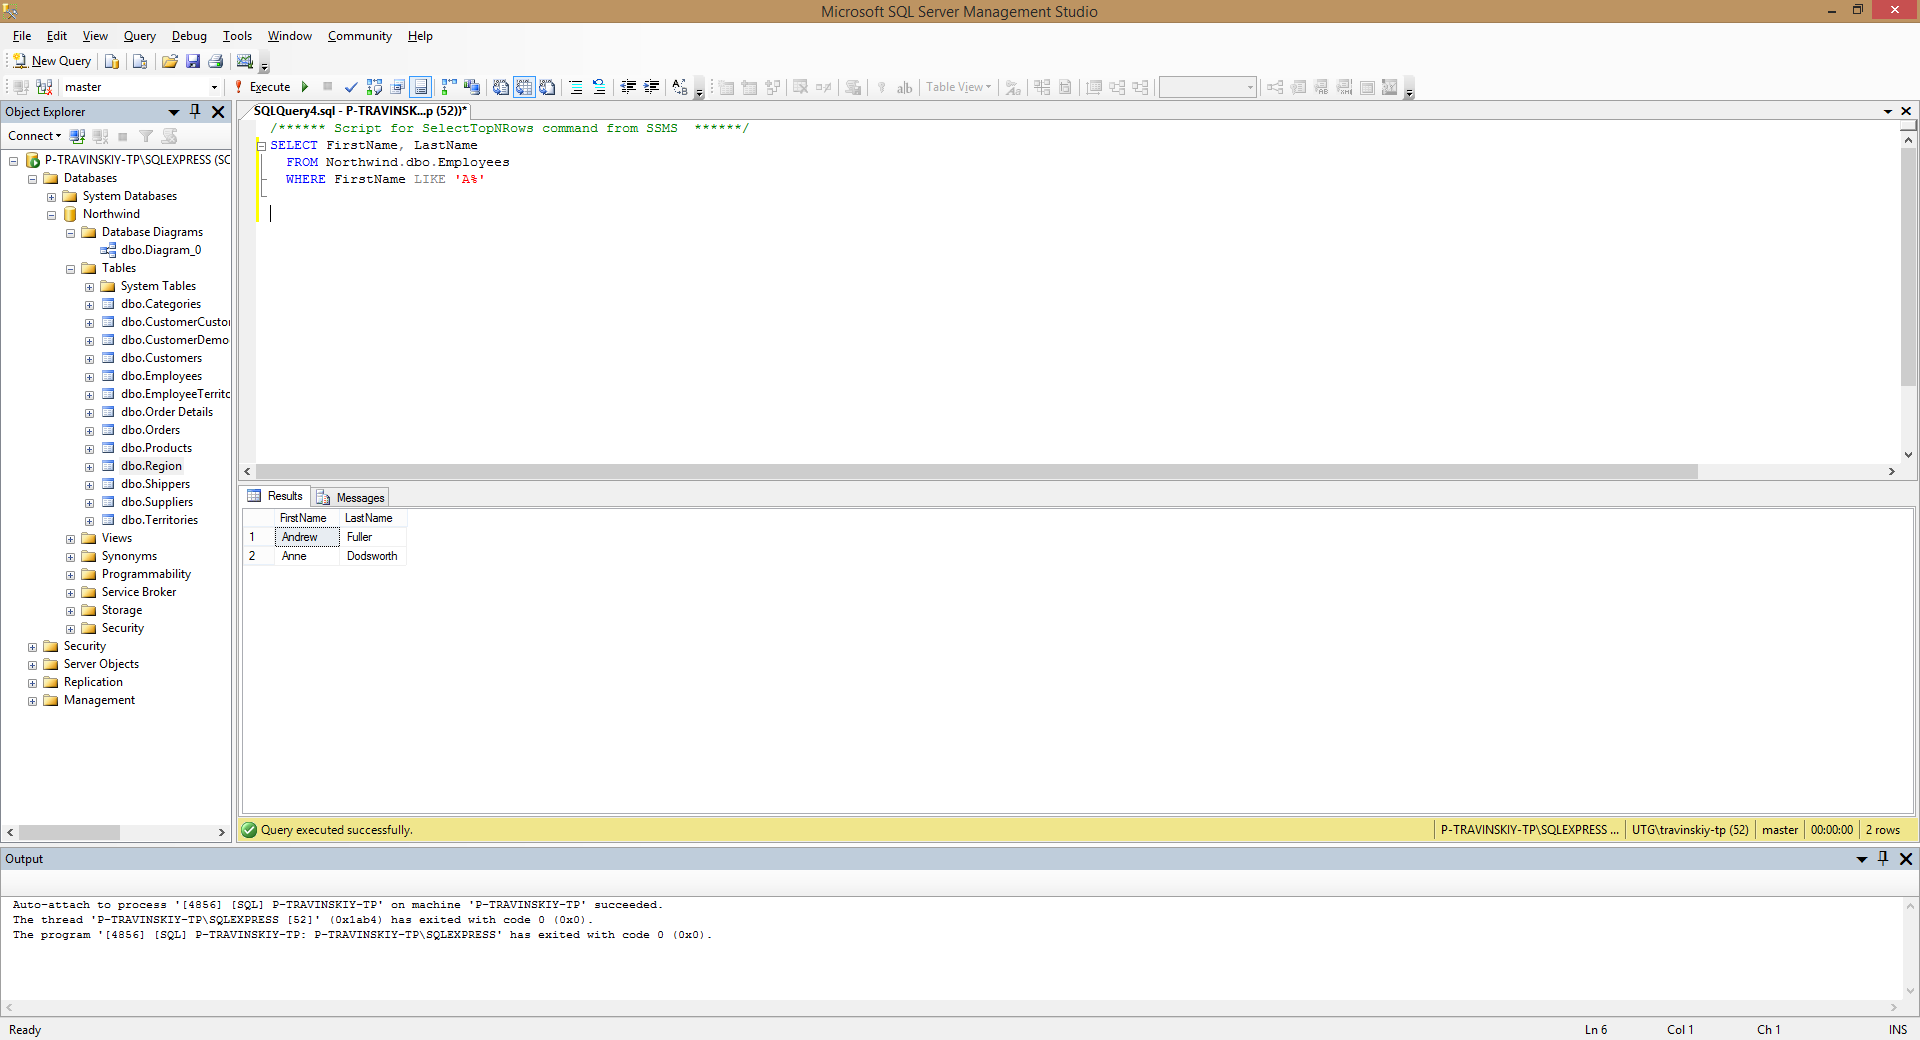 Microsoft SQL Server Management Studio
File Edit View Query Debug Tools Window Community Help
New Query
master
Execute
Table View
Object Explorer
Connect
P-TRAVINSKIY-TP\SQLEXPRESS (SC
Databases
System Databases
Northwind
Database Diagrams
dbo.Diagram_0
Tables
System Tables
dbo.Categories
dbo.CustomerCustor
dbo.CustomerDemo
dbo.Customers
dbo.Employees
dbo.EmployeeTerritc
dbo.Order Details
dbo.Orders
dbo.Products
dbo.Region
dbo.Shippers
dbo.Suppliers
dbo.Territories
Views
Synonyms
Programmability
Service Broker
Storage
Security
Security
Server Objects
Replication
Management
SQLQuery4.sql - P-TRAVINSK...p (52))*
/****** Script for SelectTopNRows command from SSMS  ******/
SELECT FirstName, LastName
FROM Northwind.dbo.Employees
WHERE FirstName LIKE 'A%'
Results Messages
FirstName LastName
1 Andrew Fuller
2 Anne Dodsworth
Query executed successfully.
P-TRAVINSKIY-TP\SQLEXPRESS ... UTG\travinskiy-tp (52) master 00:00:00 2 rows
Output
Auto-attach to process '[4856] [SQL] P-TRAVINSKIY-TP' on machine 'P-TRAVINSKIY-TP' succeeded.
The thread 'P-TRAVINSKIY-TP\SQLEXPRESS [52]' (0x1ab4) has exited with code 0 (0x0).
The program '[4856] [SQL] P-TRAVINSKIY-TP: P-TRAVINSKIY-TP\SQLEXPRESS' has exited with code 0 (0x0).
Ready
Ln 6 Col 1 Ch 1 INS